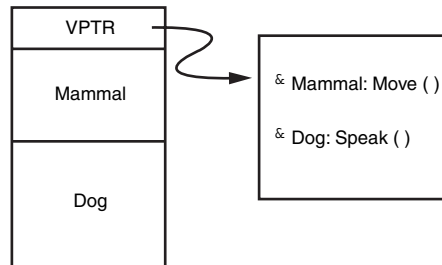 VPTR
Mammal
Dog
& Mammal: Move ( )
& Dog: Speak ( )